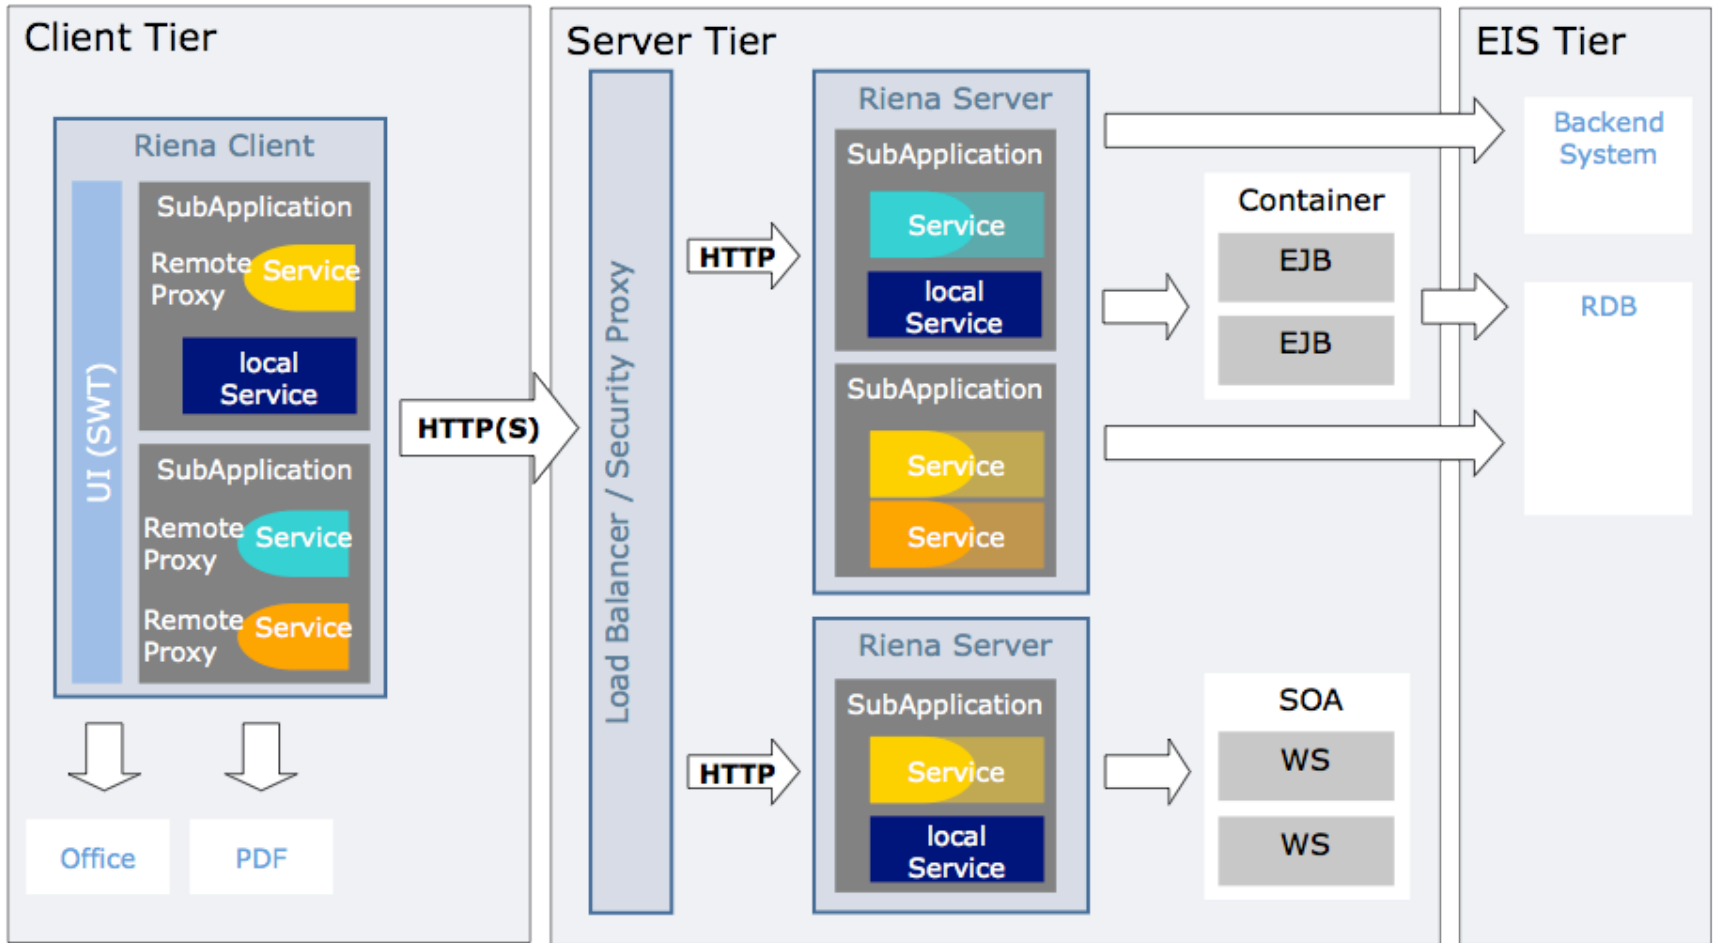 Client Tier
Riena Client
UI (SWT)
SubApplication
Remote
Proxy
Service
local
Service
SubApplication
Remote
Proxy
Service
Remote
Proxy
Service
Office
PDF
HTTP(S)
Server Tier
Load Balancer / Security Proxy
HTTP
Riena Server
SubApplication
Service
local
Service
SubApplication
Service
Service
Container
EJB
EJB
HTTP
Riena Server
SubApplication
Service
local
Service
SOA
WS
WS
EIS Tier
Backend
System
RDB